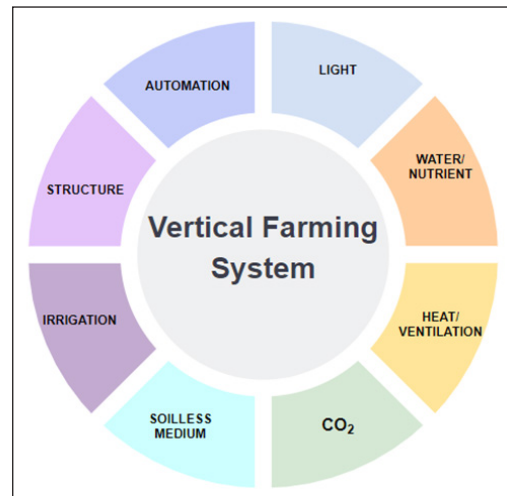 Vertical Farming
System
LIGHT
WATER/
NUTRIENT
HEAT/
VENTILATION
CO₂
SOILLESS
MEDIUM
IRRIGATION
STRUCTURE
AUTOMATION